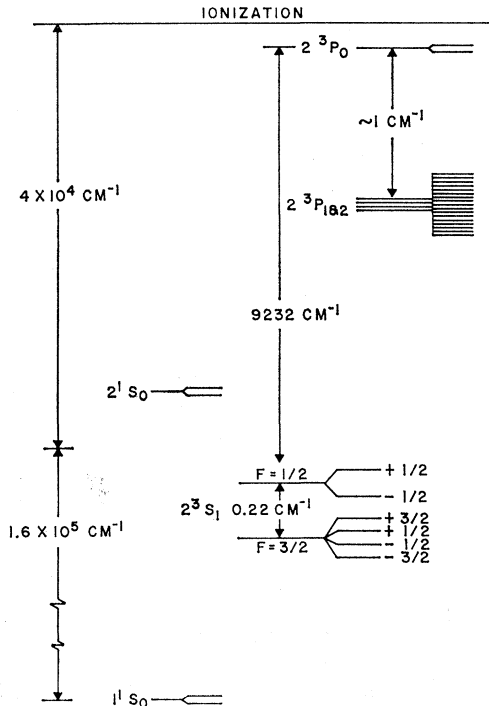 IONIZATION
2 ³P₀
~1 CM⁻¹
4 X 10⁴ CM⁻¹
2 ³P₁&₂
9232 CM⁻¹
2¹ S₀
F = 1/2
+ 1/2
- 1/2
2³ S₁ 0.22 CM⁻¹
+ 3/2
+ 1/2
- 1/2
- 3/2
F = 3/2
1.6 X 10⁵ CM⁻¹
1¹ S₀